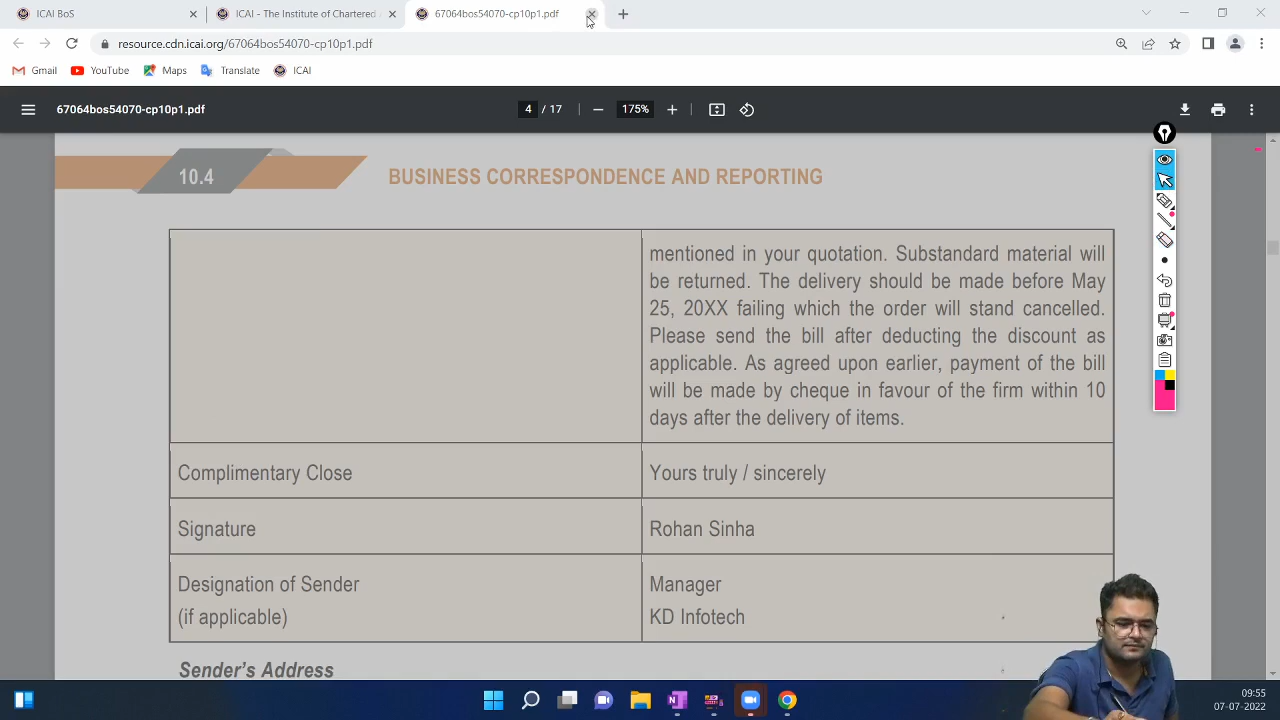 ICAI BoS
ICAI - The Institute of Chartered
67064bos54070-cp10p1.pdf
resource.cdn.icai.org/67064bos54070-cp10p1.pdf
Gmail
YouTube
Maps
Translate
ICAI
67064bos54070-cp10p1.pdf
4 / 17
175%
10.4
BUSINESS CORRESPONDENCE AND REPORTING
mentioned in your quotation. Substandard material will
be returned. The delivery should be made before May
25, 20XX failing which the order will stand cancelled.
Please send the bill after deducting the discount as
applicable. As agreed upon earlier, payment of the bill
will be made by cheque in favour of the firm within 10
days after the delivery of items.
Complimentary Close
Yours truly / sincerely
Signature
Rohan Sinha
Designation of Sender
(if applicable)
Manager
KD Infotech
Sender's Address
09:55
07-07-2022